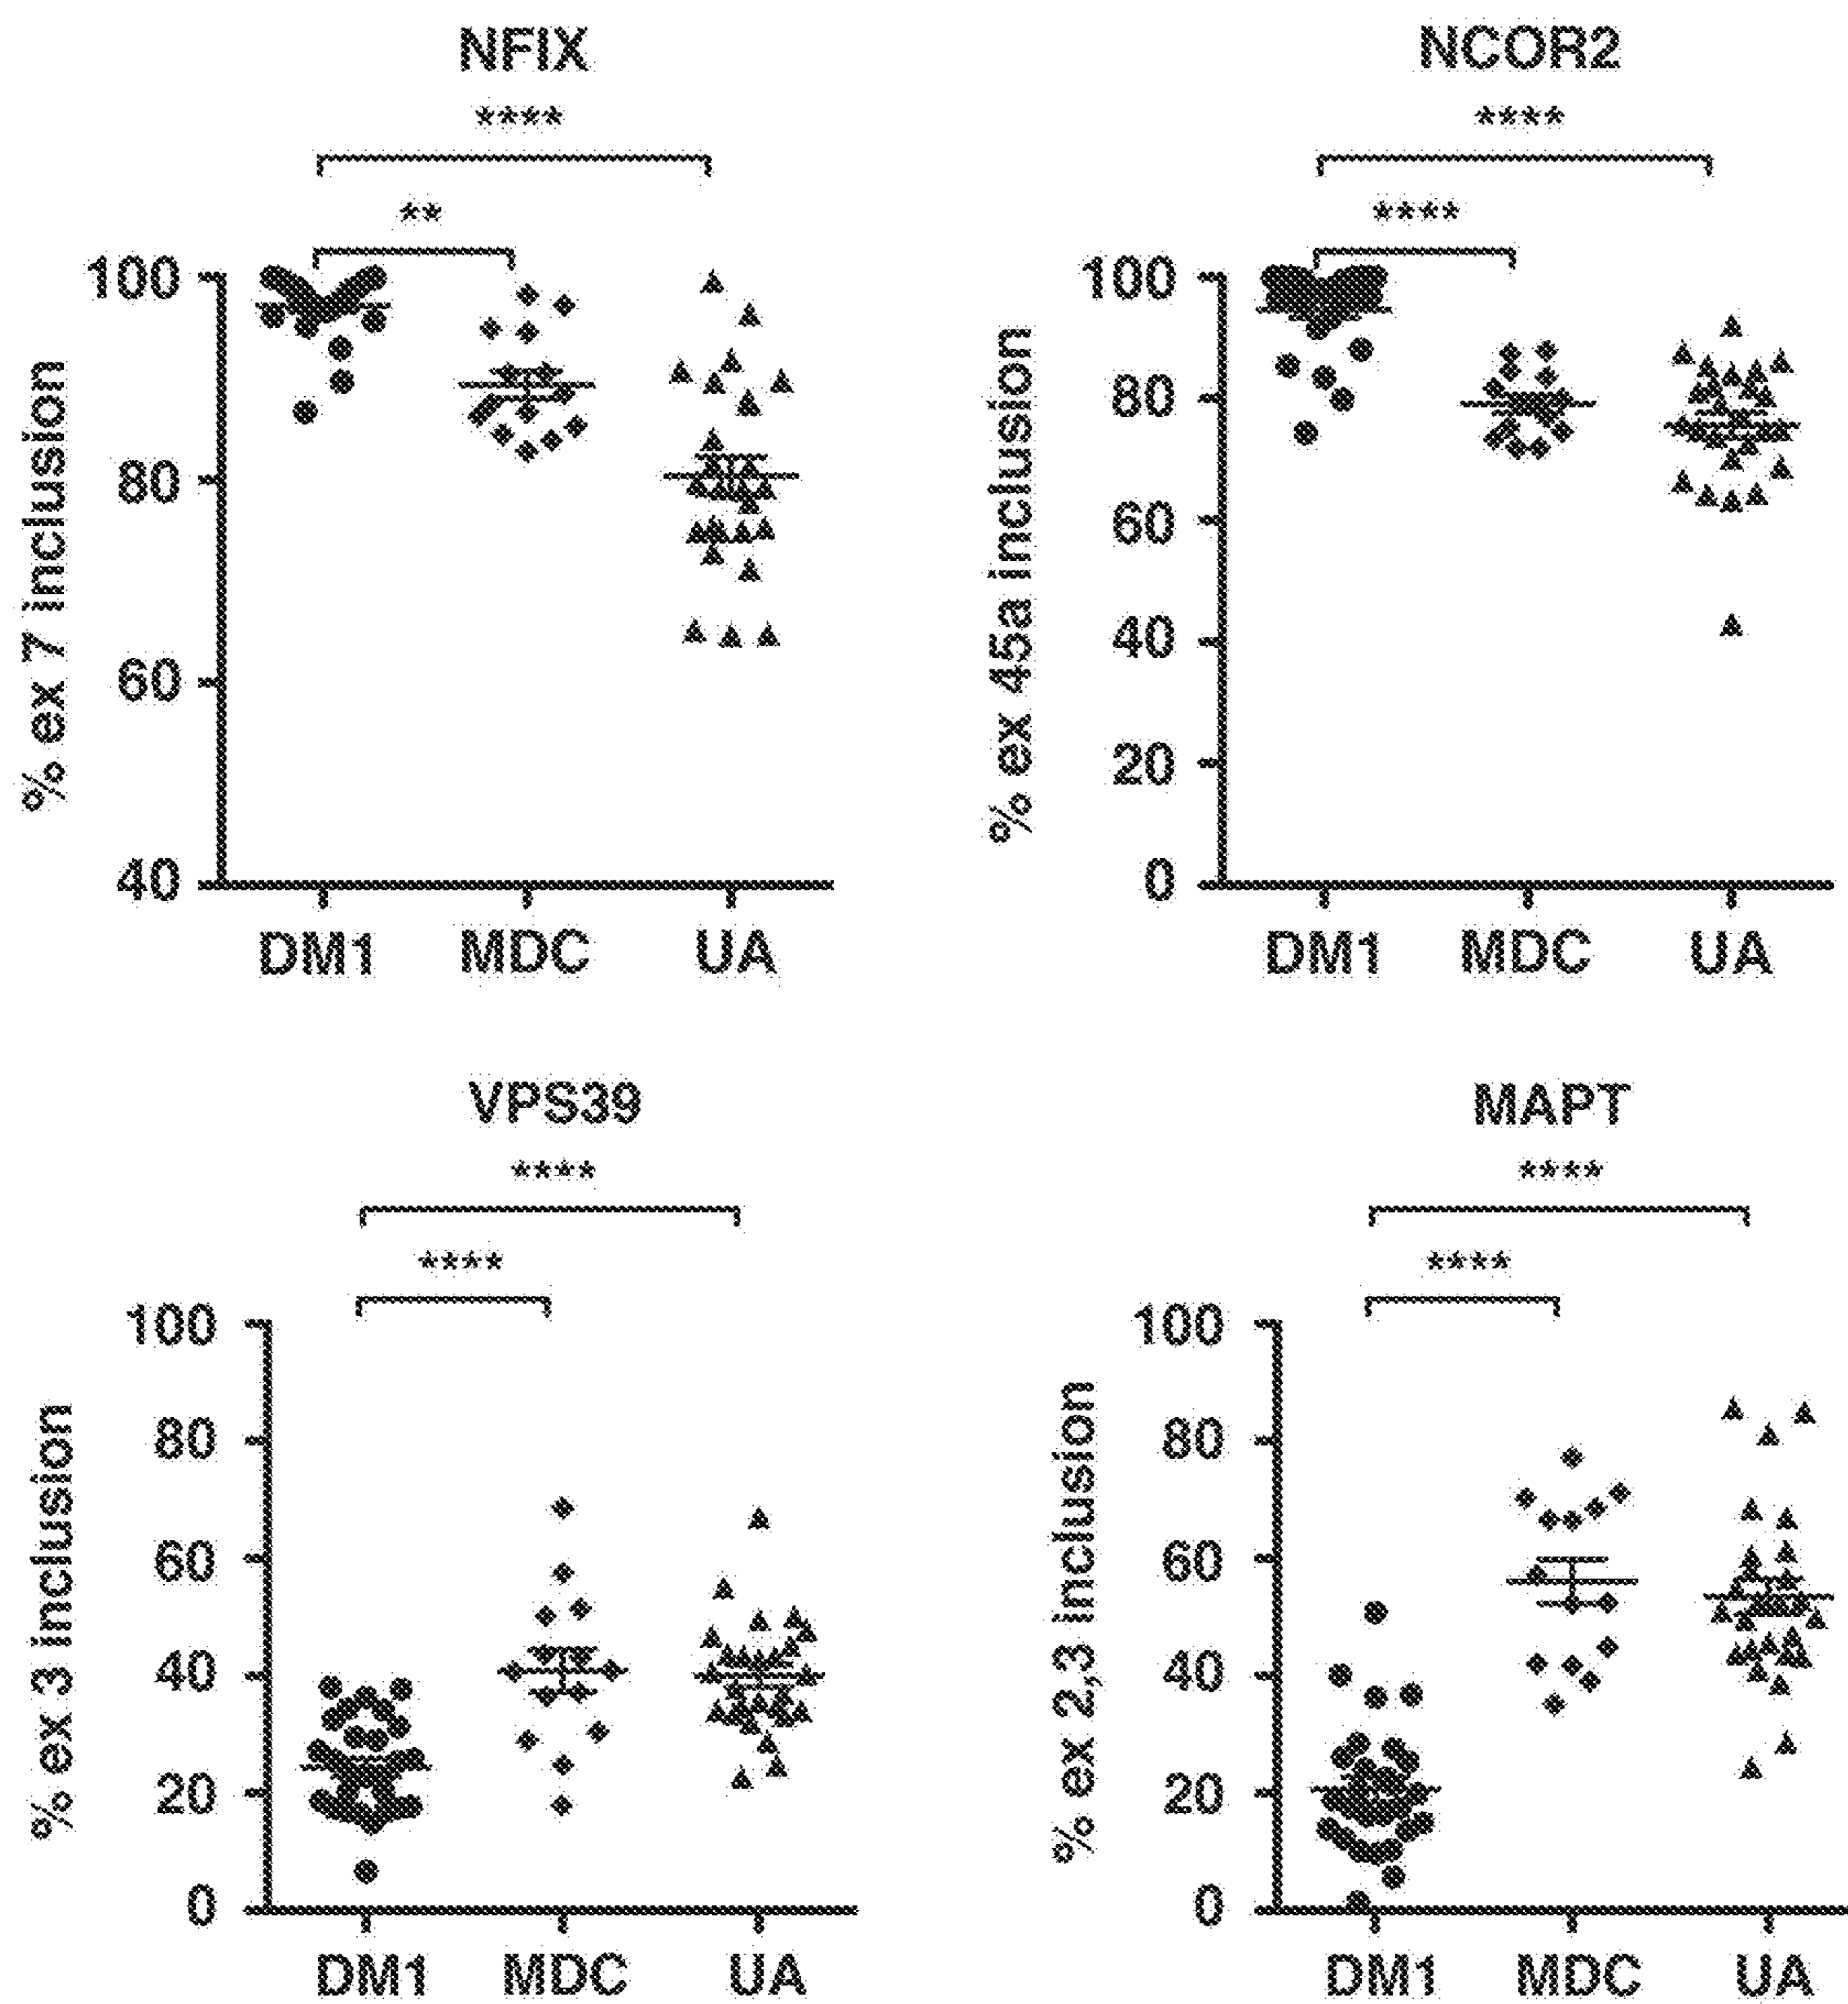 NFIX
****
**
% ex 7 inclusion
100
80
60
40
DM1 MDC UA
NCOR2
****
****
% ex 45a inclusion
100
80
60
40
20
0
DM1 MDC UA
VPS39
****
****
% ex 3 inclusion
100
80
60
40
20
0
DM1 MDC UA
MAPT
****
****
% ex 2,3 inclusion
100
80
60
40
20
0
DM1 MDC UA